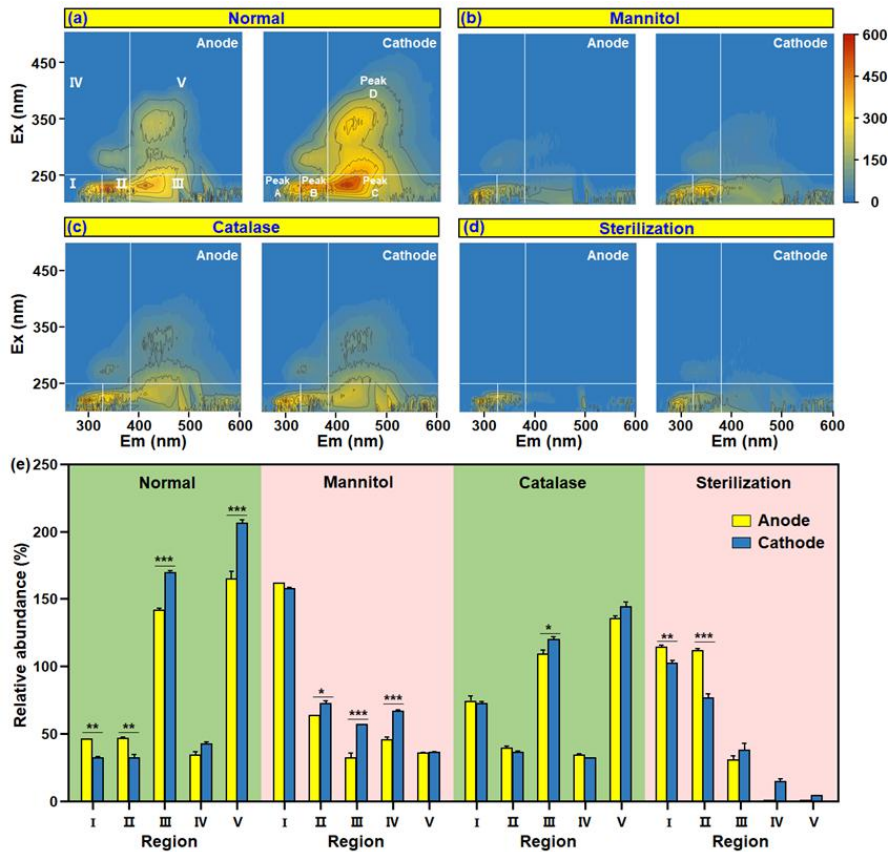 (a) Normal
(b) Mannitol
Anode
Cathode
Anode
Cathode
IV
V
Peak
D
I
II
III
Peak
A
Peak
B
Peak
C
Ex (nm)
450
350
250
600
450
300
150
0
(c) Catalase
(d) Sterilization
Anode
Cathode
Anode
Cathode
Ex (nm)
450
350
250
300 400 500 600
300 400 500 600
300 400 500 600
300 400 500 600
Em (nm)
Em (nm)
(e)
Normal
Mannitol
Catalase
Sterilization
Anode
Cathode
Relative abundance (%)
250
200
150
100
50
0
** ** *** ***
* *** ***
*
** ***
I II III IV V I II III IV V I II III IV V I II III IV V
Region Region Region Region